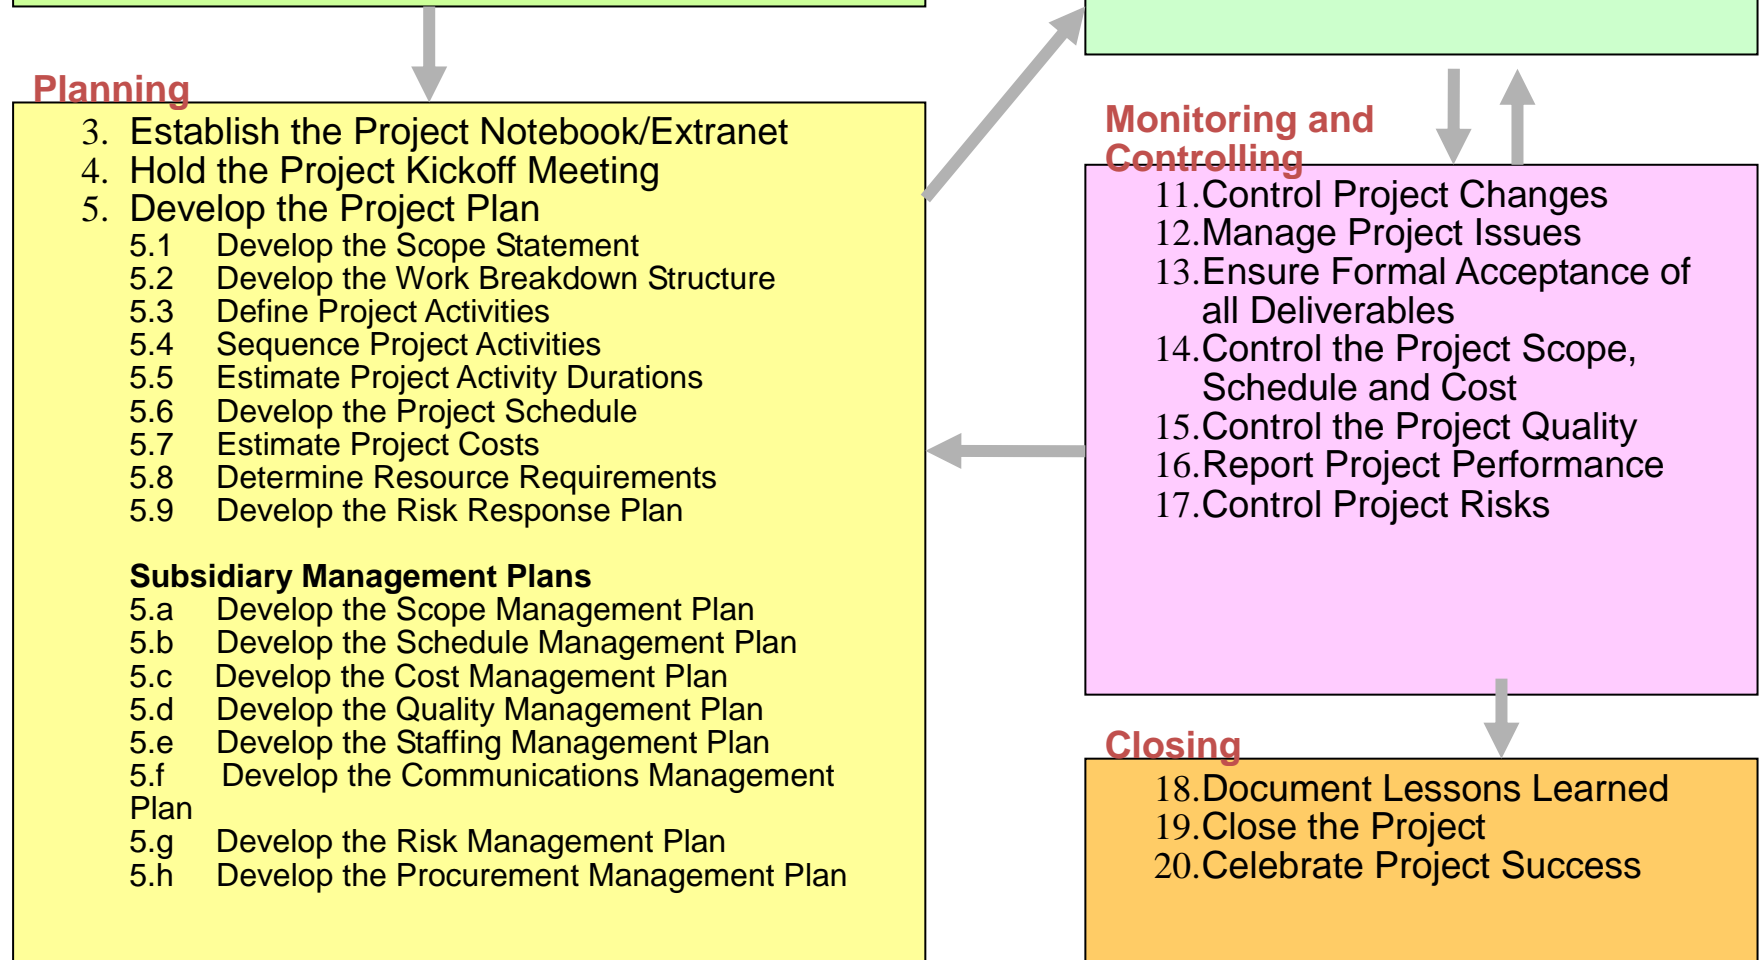 Planning
3. Establish the Project Notebook/Extranet
4. Hold the Project Kickoff Meeting
5. Develop the Project Plan
5.1 Develop the Scope Statement
5.2 Develop the Work Breakdown Structure
5.3 Define Project Activities
5.4 Sequence Project Activities
5.5 Estimate Project Activity Durations
5.6 Develop the Project Schedule
5.7 Estimate Project Costs
5.8 Determine Resource Requirements
5.9 Develop the Risk Response Plan
Subsidiary Management Plans
5.a Develop the Scope Management Plan
5.b Develop the Schedule Management Plan
5.c Develop the Cost Management Plan
5.d Develop the Quality Management Plan
5.e Develop the Staffing Management Plan
5.f Develop the Communications Management
Plan
5.g Develop the Risk Management Plan
5.h Develop the Procurement Management Plan
Monitoring and
Controlling
11.Control Project Changes
12.Manage Project Issues
13.Ensure Formal Acceptance of
all Deliverables
14.Control the Project Scope,
Schedule and Cost
15.Control the Project Quality
16.Report Project Performance
17.Control Project Risks
Closing
18.Document Lessons Learned
19.Close the Project
20.Celebrate Project Success